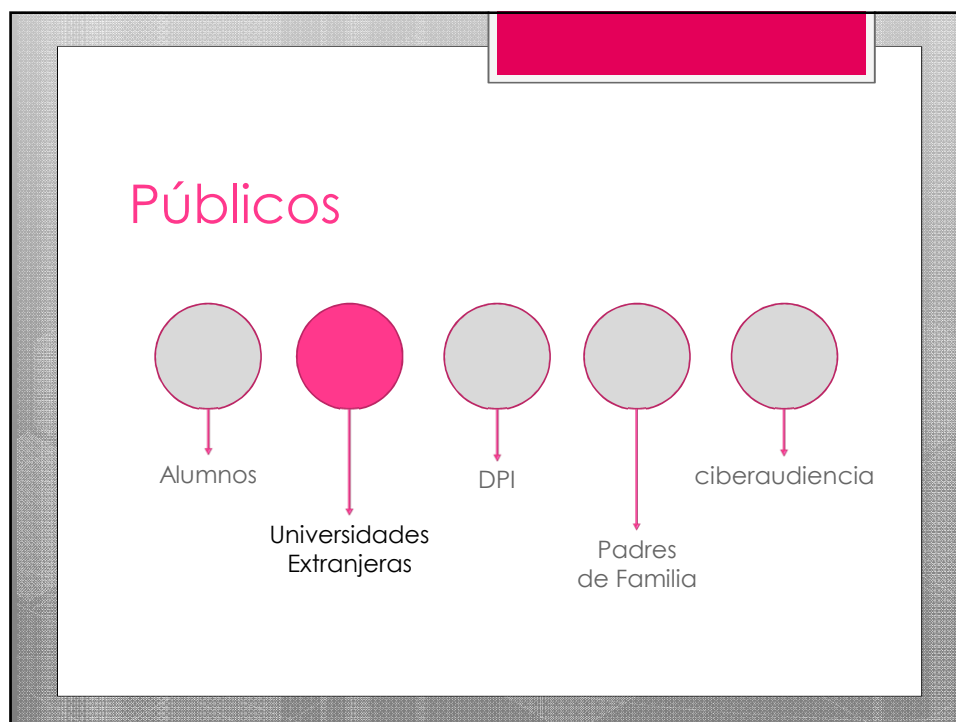 Públicos
Alumnos
Universidades
Extranjeras
DPI
Padres
de Familia
ciberaudiencia